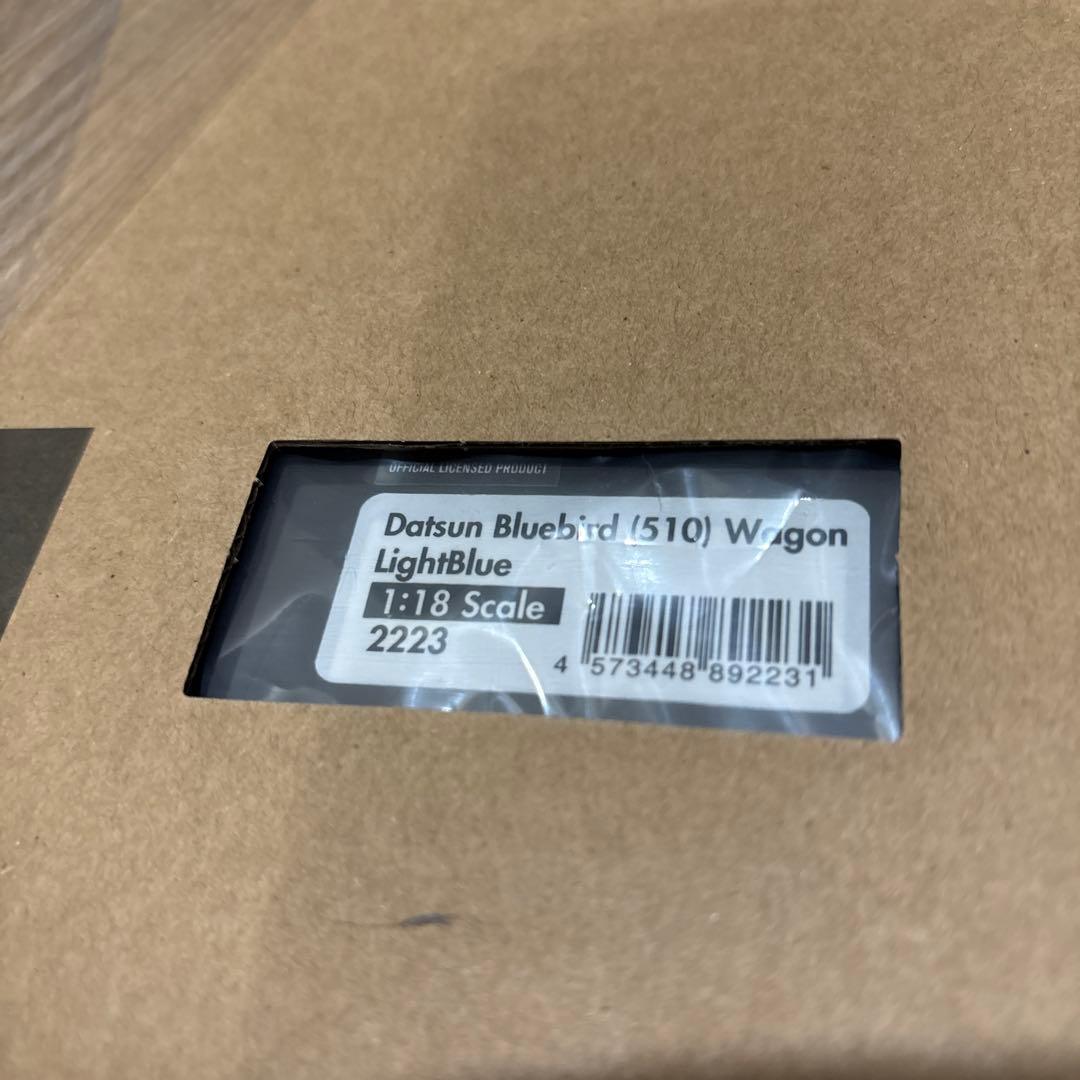 OFFICIAL LICENSED PRODUCT
Datsun Bluebird (510) Wagon
LightBlue
1:18 Scale
2223
4 573448 892231